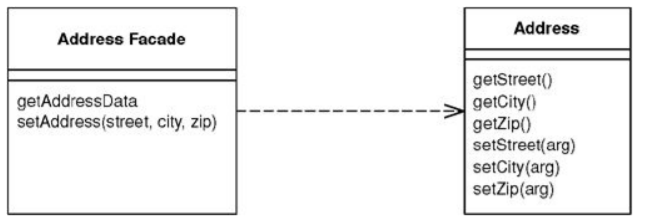 Address Facade
getAddressData
setAddress(street, city, zip)
Address
getStreet()
getCity()
getZip()
setStreet(arg)
setCity(arg)
setZip(arg)